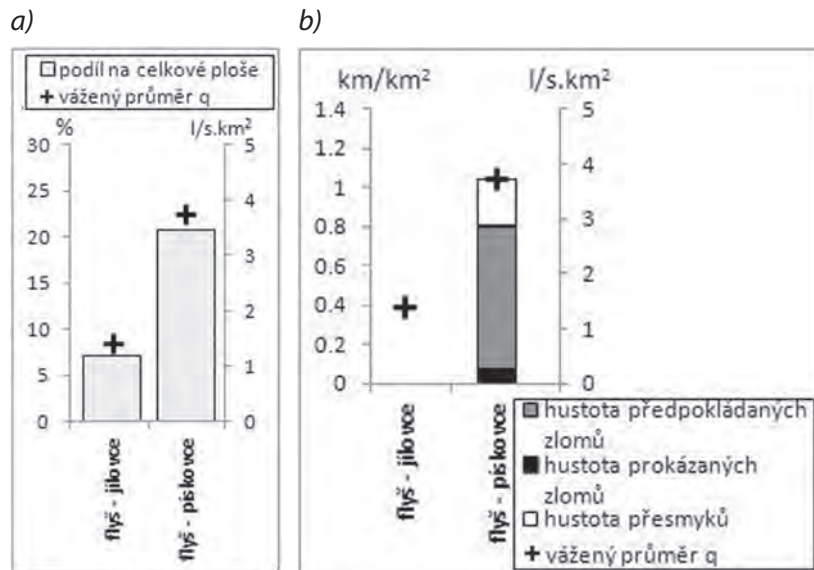 a)
podíl na celkové ploše
vážený průměr q
%
l/s.km²
30
25
20
15
10
5
0
5
4
3
2
1
0
flyš - jílovce
flyš - pískovce
b)
km/km²
l/s.km²
1.4
1.2
1
0.8
0.6
0.4
0.2
0
5
4
3
2
1
0
flyš - jílovce
flyš - pískovce
hustota předpokládaných
zlomů
hustota prokázaných
zlomů
hustota přesmyků
vážený průměr q